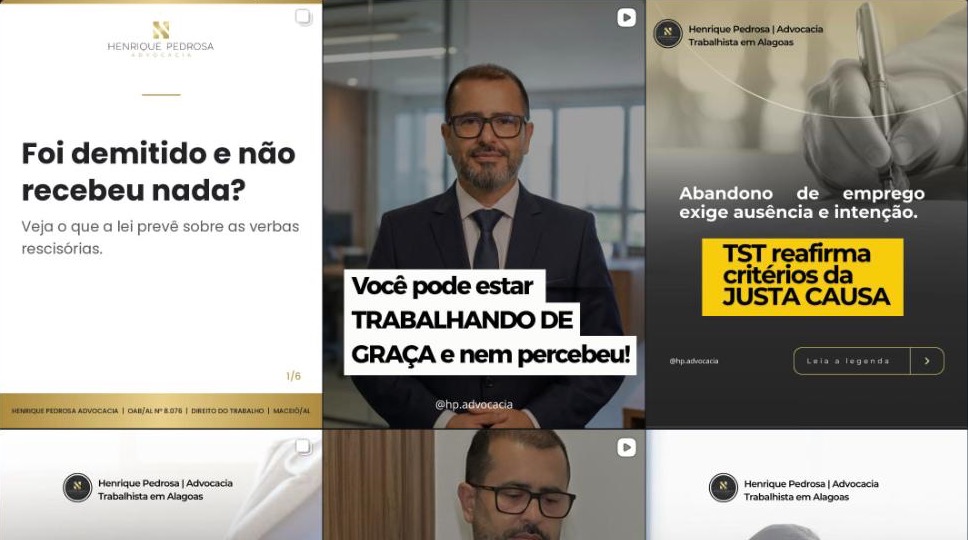 HENRIQUE PEDROSA
ADVOCACIA
Foi demitido e não
recebeu nada?
Veja o que a lei prevê sobre as verbas
rescisórias.
1/6
HENRIQUE PEDROSA ADVOCACIA | OAB/AL Nº 8.076 | DIREITO DO TRABALHO | MACEIÓ/AL
Você pode estar
TRABALHANDO DE
GRAÇA e nem percebeu!
@hp.advocacia
Henrique Pedrosa | Advocacia
Trabalhista em Alagoas
Abandono de emprego
exige ausência e intenção.
TST reafirma
critérios da
JUSTA CAUSA
@hp.advocacia
Leia a legenda
Henrique Pedrosa | Advocacia
Trabalhista em Alagoas
Henrique Pedrosa | Advocacia
Trabalhista em Alagoas